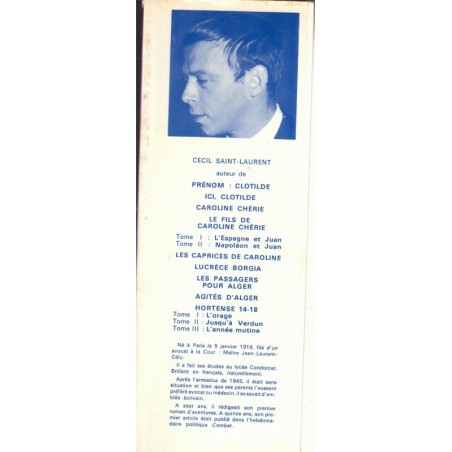 CECIL SAINT-LAURENT
auteur de
PRÉNOM : CLOTILDE
ICI, CLOTILDE
CAROLINE CHÉRIE
LE FILS DE
CAROLINE CHÉRIE
Tome I : L'Espagne et Juan
Tome II : Napoléon et Juan
LES CAPRICES DE CAROLINE
LUCRÈCE BORGIA
LES PASSAGERS
POUR ALGER
AGITÉS D'ALGER
HORTENSE 14-18
Tome I : L'orage
Tome II : Jusqu'à Verdun
Tome III : L'année mutine
Né à Paris le 5 janvier 1919, fils d'un
avocat à la Cour : Maître Jean-Laurent-
Cély.
Il a fait ses études au lycée Condorcet.
Brillant en français, naturellement.
Après l'armistice de 1945, il était sans
situation et bien que ses parents l'eussent
préféré avocat ou médecin, il se savait d'em-
blée écrivain.
A sept ans, il rédigeait son premier
roman d'aventures. A quinze ans, son pre-
mier article était publié dans l'hebdoma-
daire politique Combat.